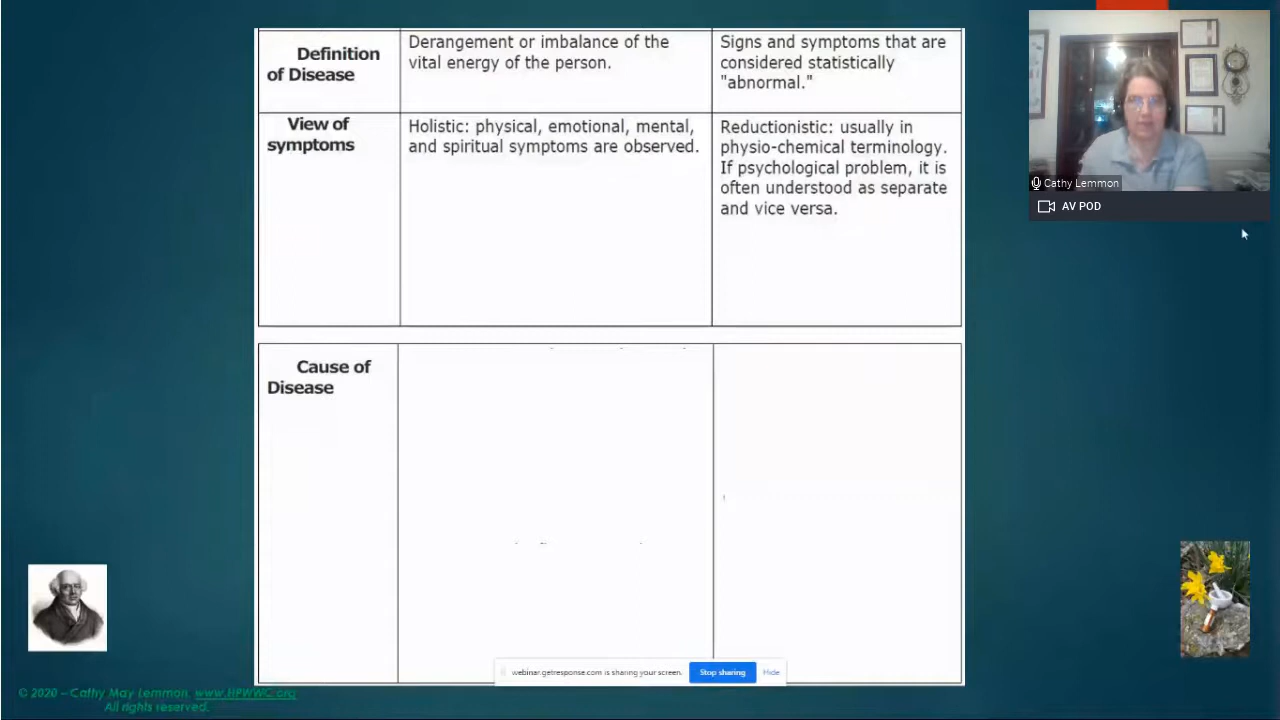 Definition
of Disease
Derangement or imbalance of the
vital energy of the person.
Signs and symptoms that are
considered statistically
"abnormal."
View of
symptoms
Holistic: physical, emotional, mental,
and spiritual symptoms are observed.
Reductionistic: usually in
physio-chemical terminology.
If psychological problem, it is
often understood as separate
and vice versa.
Cause of
Disease
Cathy Lemmon
AV POD
webinar.getresponse.com is sharing your screen.
Stop sharing
Hide
© 2020 – Cathy May Lemmon, www.HPWWC.org
All rights reserved.